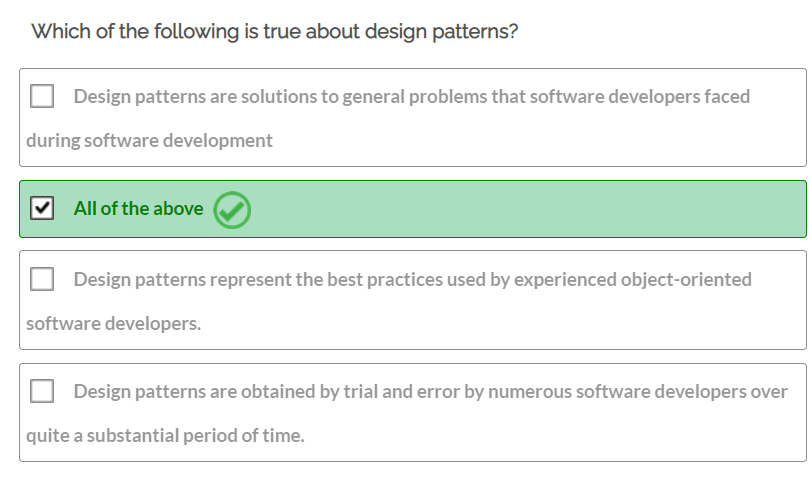 Which of the following is true about design patterns?
Design patterns are solutions to general problems that software developers faced
during software development
All of the above
Design patterns represent the best practices used by experienced object-oriented
software developers.
Design patterns are obtained by trial and error by numerous software developers over
quite a substantial period of time.